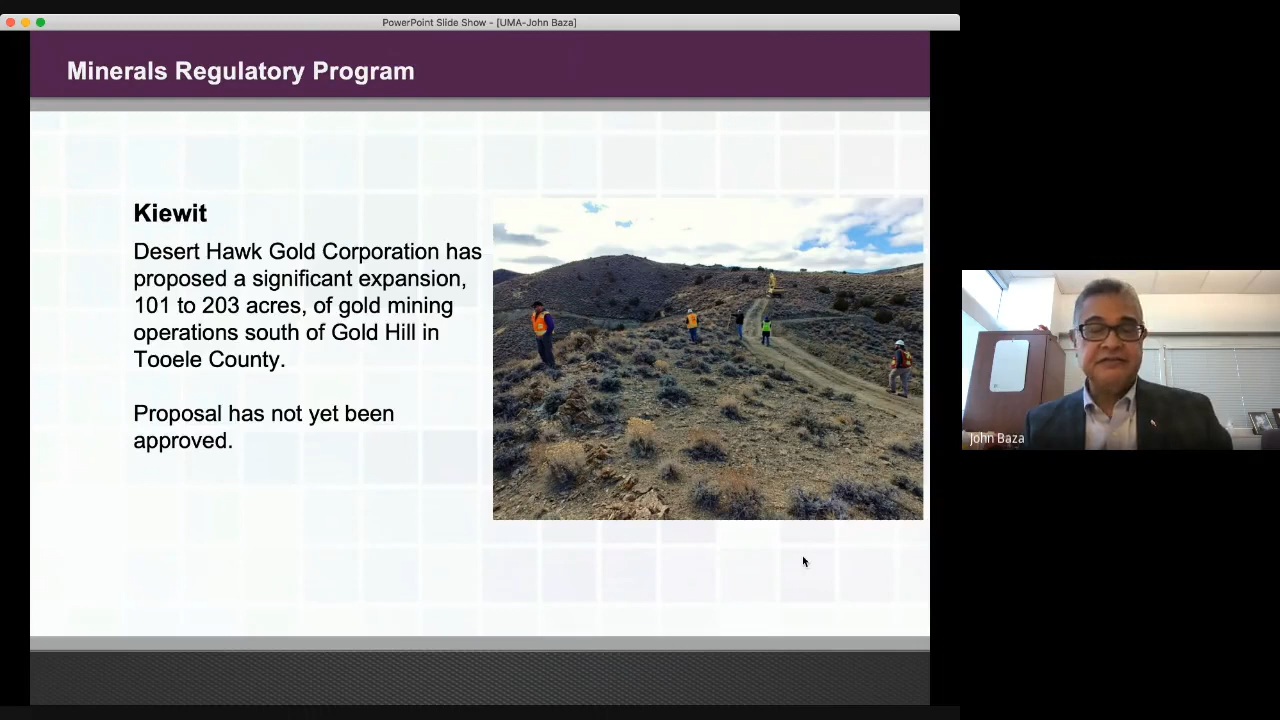 PowerPoint Slide Show - [UMA-John Baza]
Minerals Regulatory Program
Kiewit
Desert Hawk Gold Corporation has
proposed a significant expansion,
101 to 203 acres, of gold mining
operations south of Gold Hill in
Tooele County.
Proposal has not yet been
approved.
John Baza